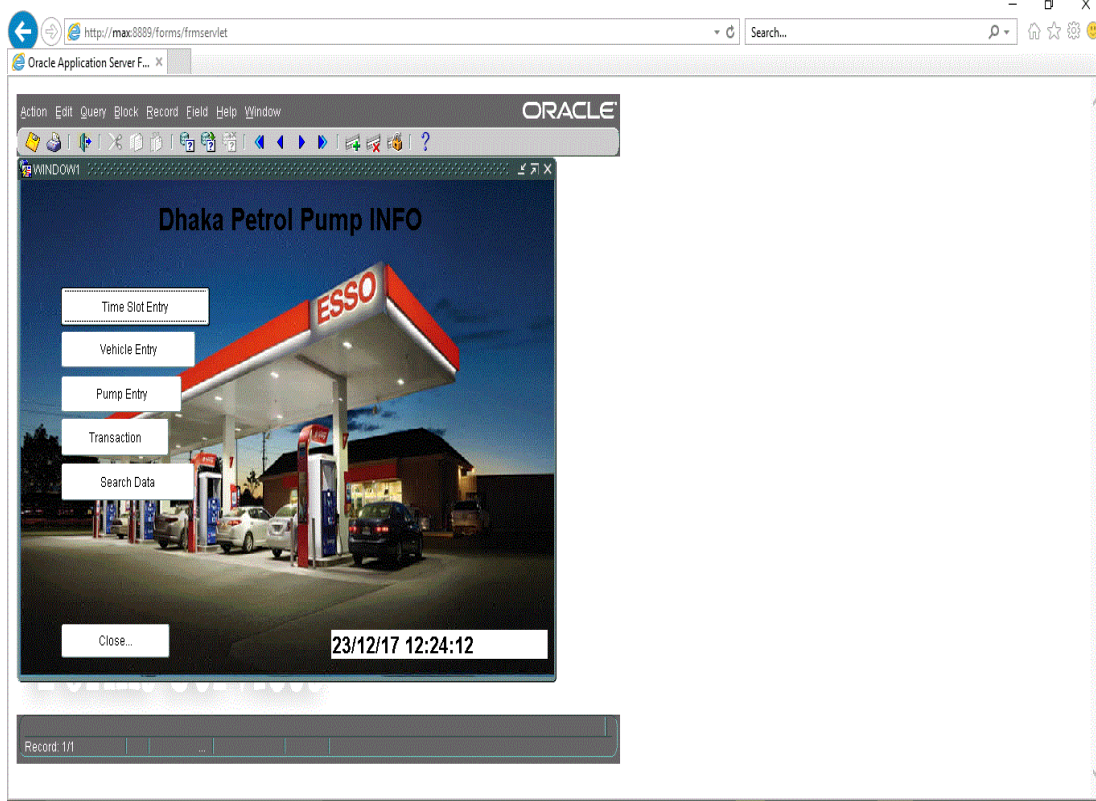 http://max:8889/forms/frmservlet
Search...
Oracle Application Server F...
Action Edit Query Block Record Field Help Window
ORACLE
WINDOW1
Dhaka Petrol Pump INFO
ESSO
Time Slot Entry
Vehicle Entry
Pump Entry
Transaction
Search Data
Close...
23/12/17 12:24:12
Record: 1/1
...